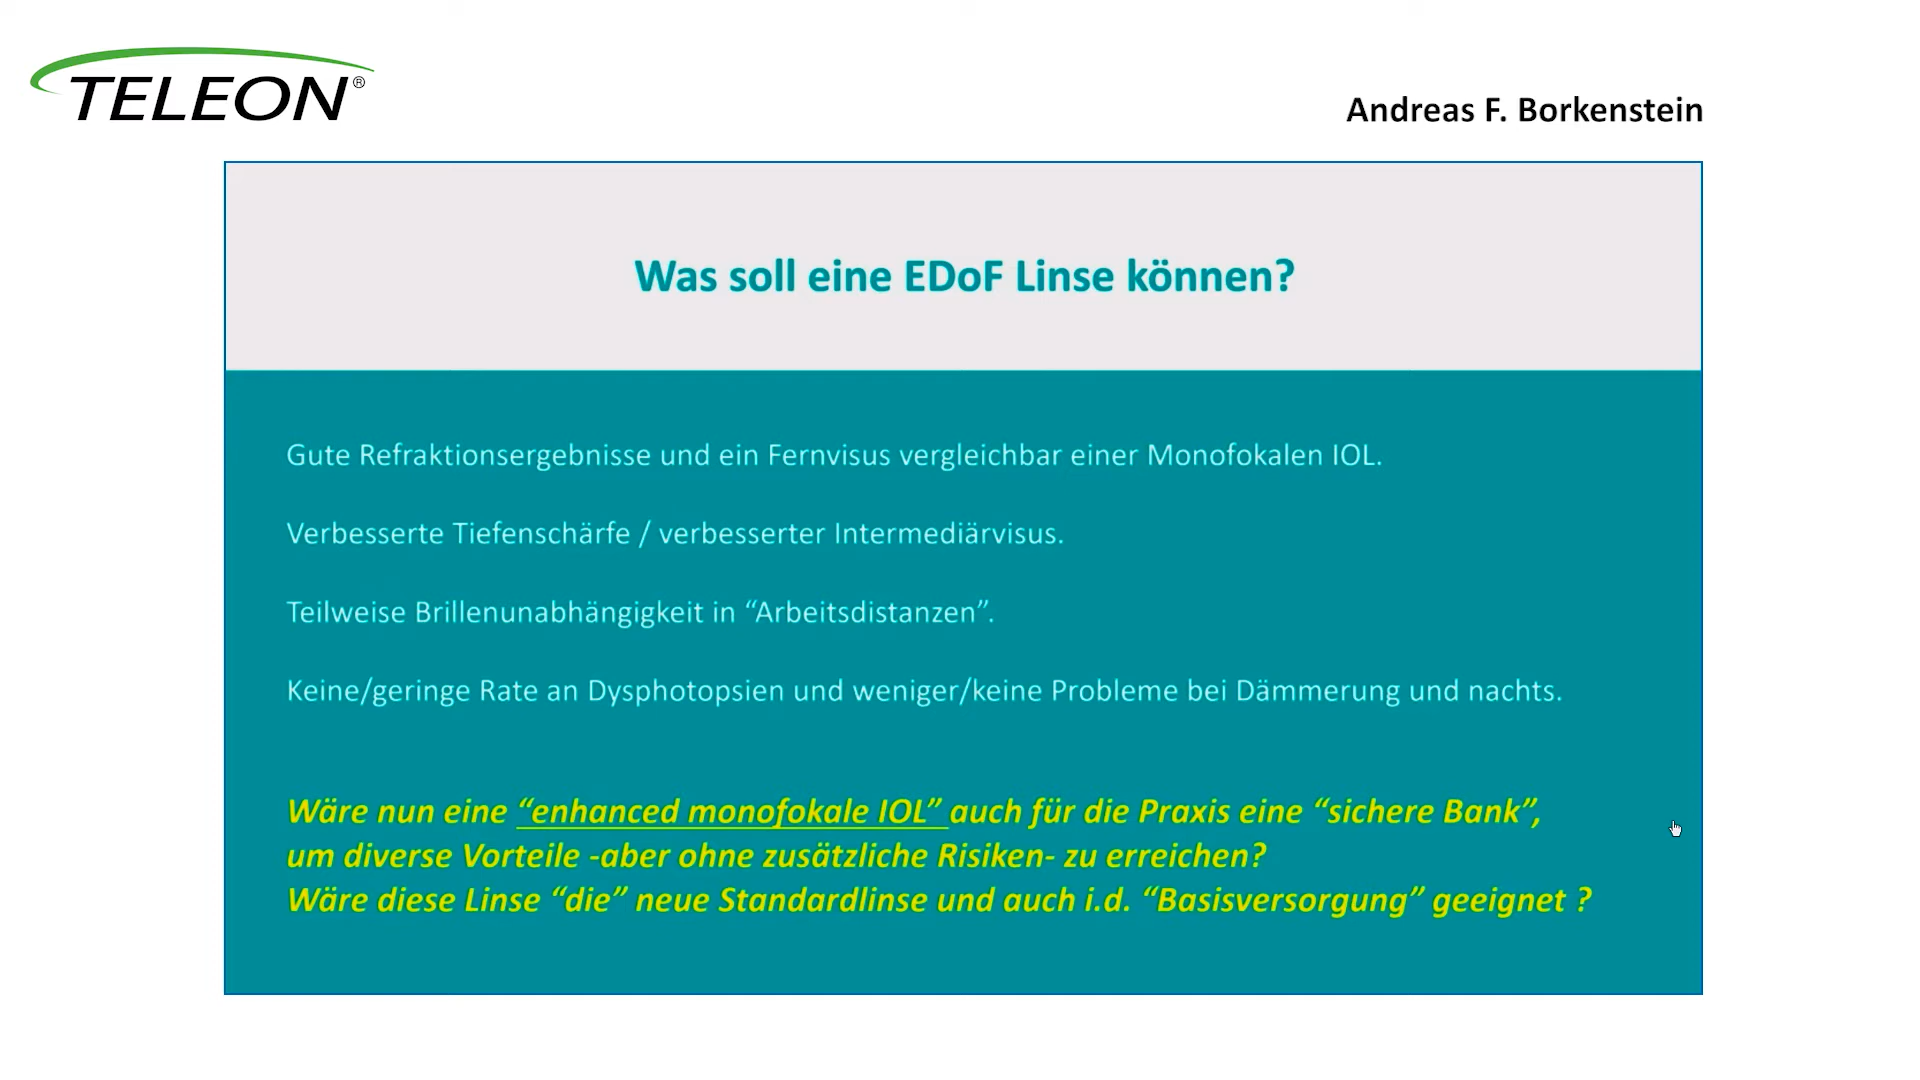 TELEON®
Andreas F. Borkenstein
Was soll eine EDoF Linse können?
Gute Refraktionsergebnisse und ein Fernvisus vergleichbar einer Monofokalen IOL.
Verbesserte Tiefenschärfe / verbesserter Intermediärvisus.
Teilweise Brillenunabhängigkeit in “Arbeitsdistanzen”.
Keine/geringe Rate an Dysphotopsien und weniger/keine Probleme bei Dämmerung und nachts.
Wäre nun eine “enhanced monofokale IOL” auch für die Praxis eine “sichere Bank”,
um diverse Vorteile -aber ohne zusätzliche Risiken- zu erreichen?
Wäre diese Linse “die” neue Standardlinse und auch i.d. “Basisversorgung” geeignet ?